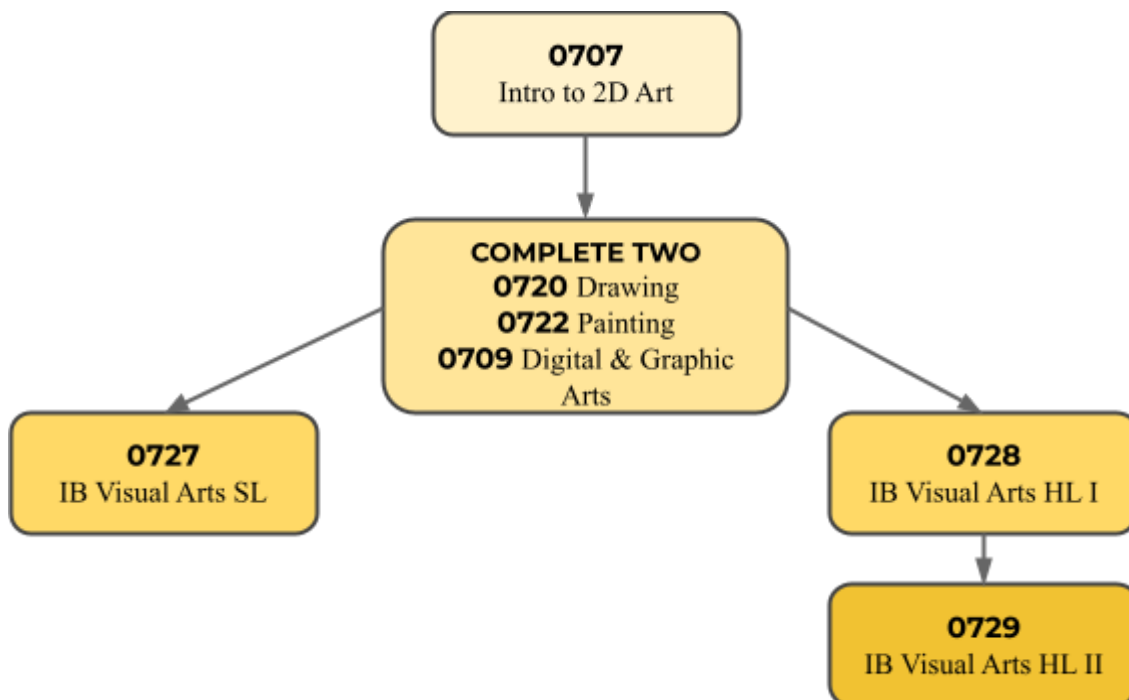 0707
Intro to 2D Art
COMPLETE TWO
0720 Drawing
0722 Painting
0709 Digital & Graphic
Arts
0727
IB Visual Arts SL
0728
IB Visual Arts HL I
0729
IB Visual Arts HL II